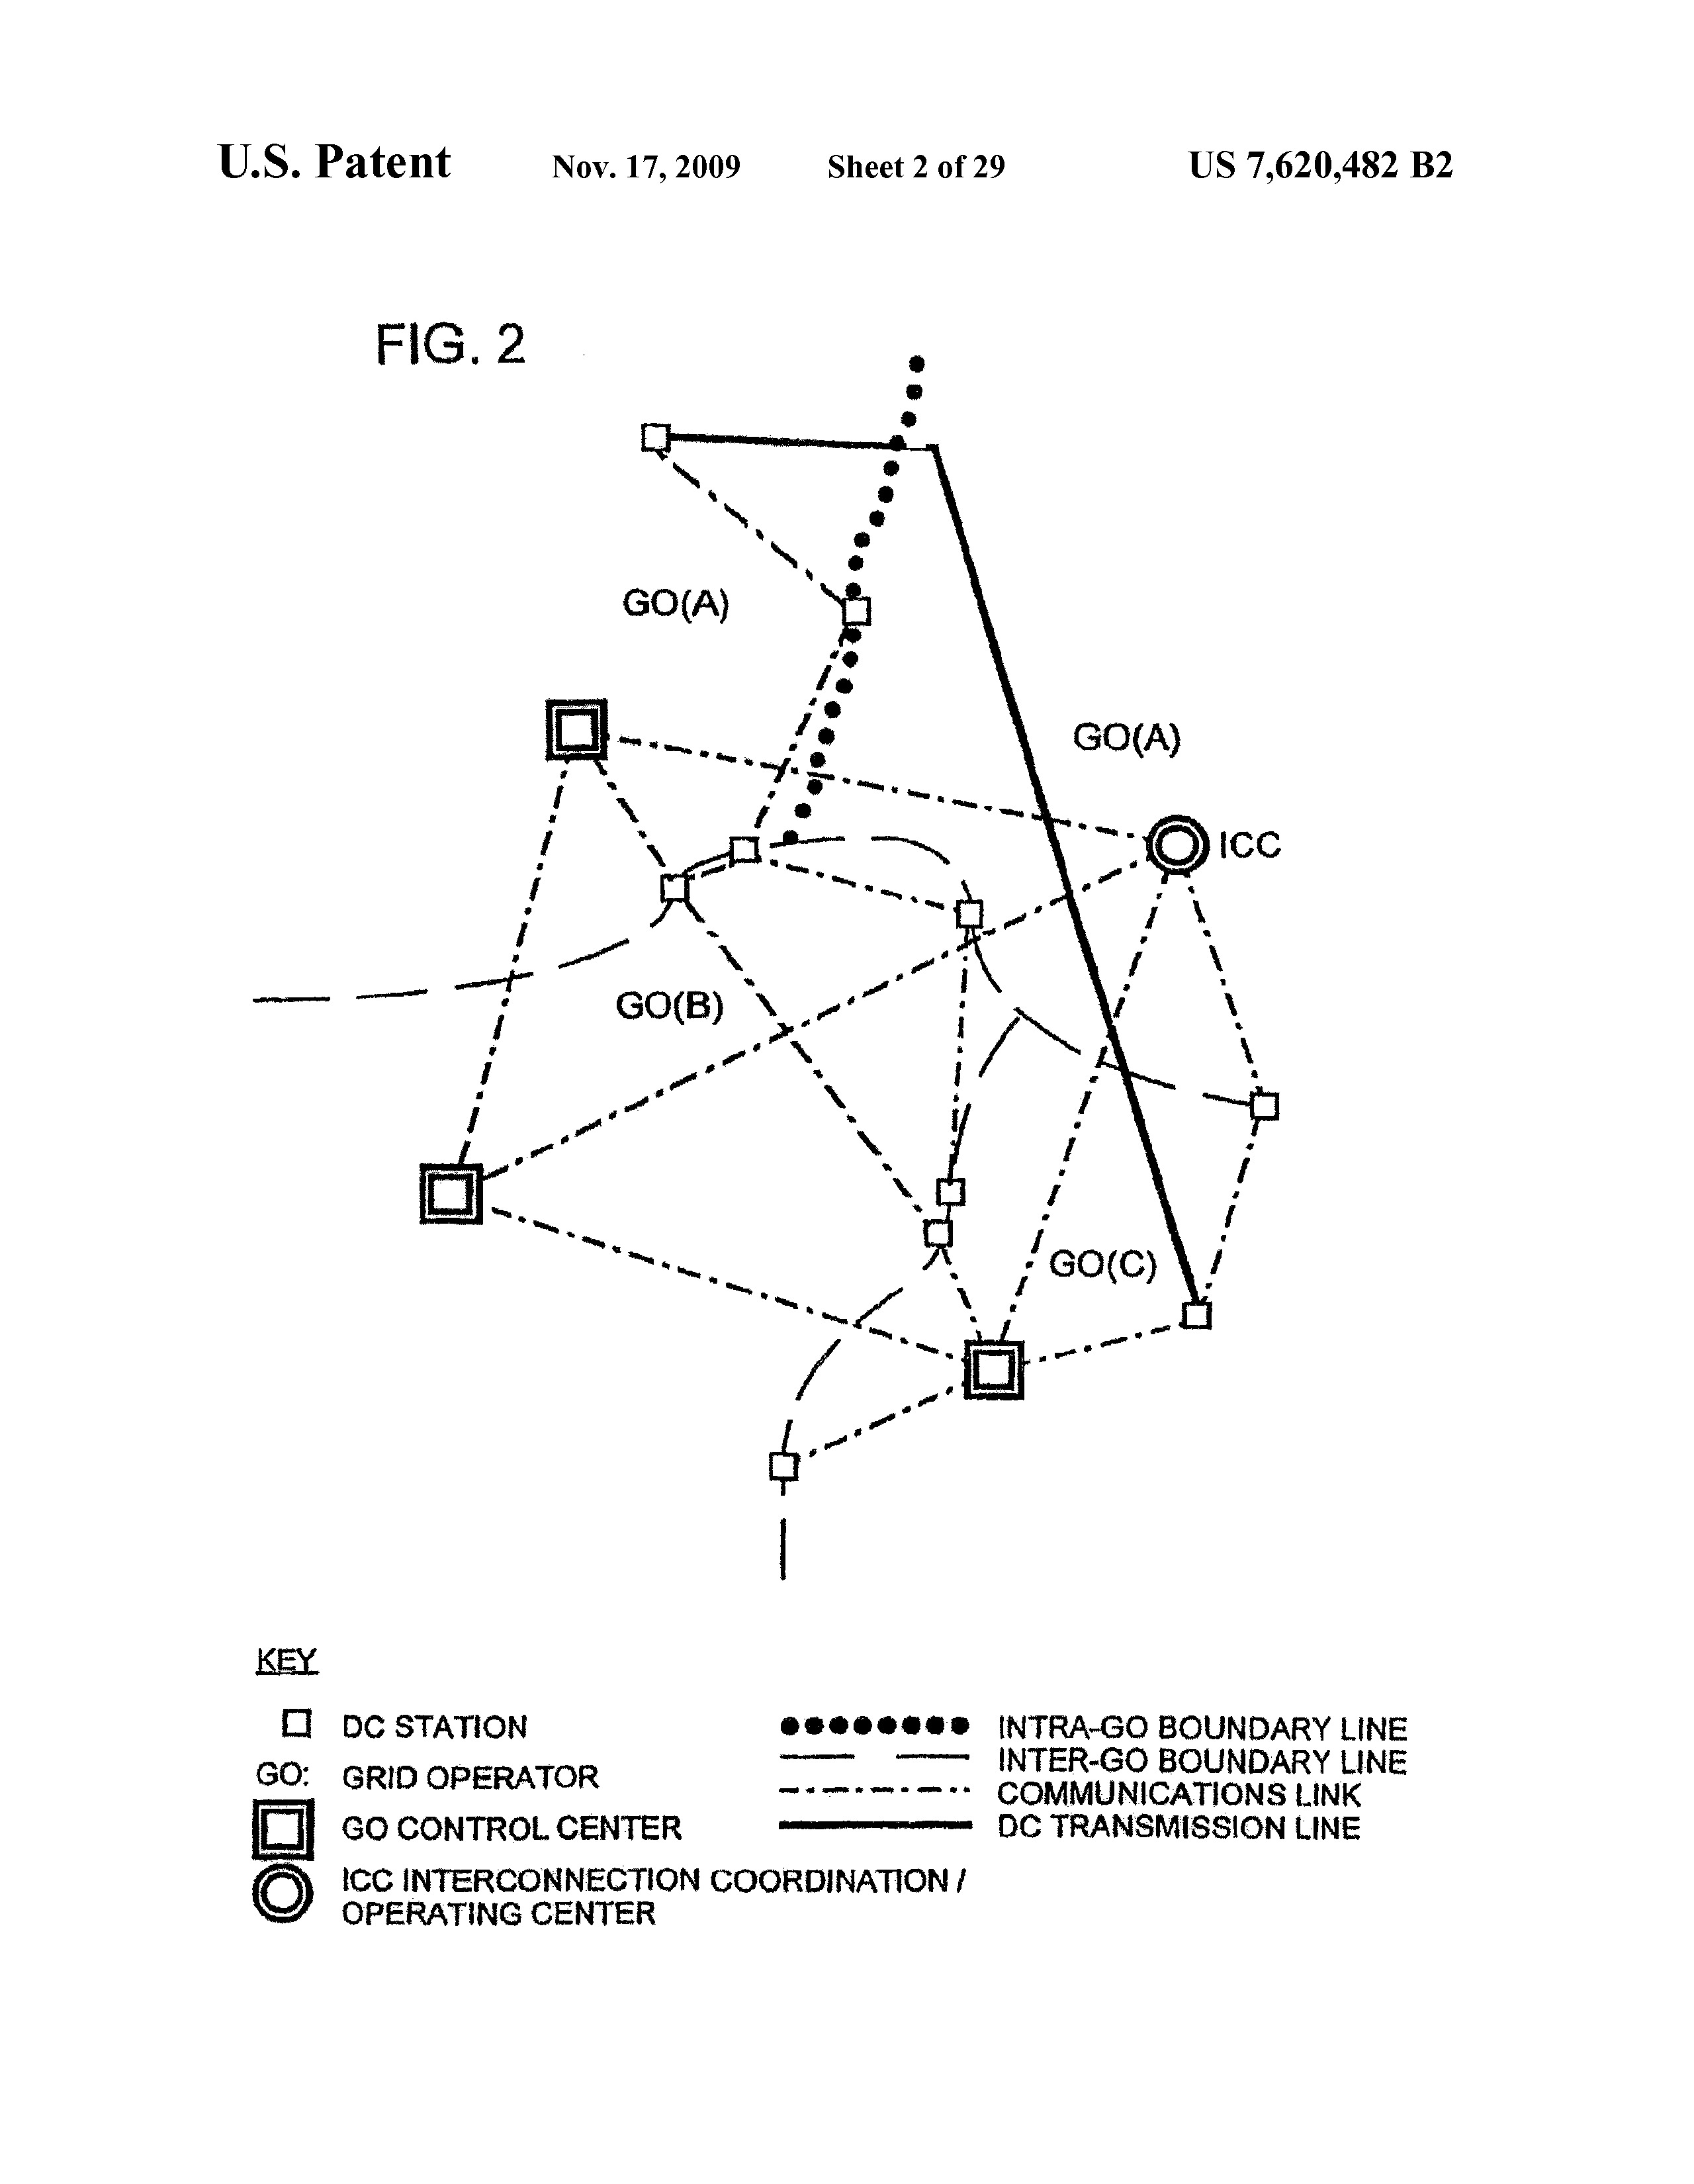 U.S. Patent Nov. 17, 2009 Sheet 2 of 29 US 7,620,482 B2
FIG. 2
GO(A)
GO(A)
ICC
GO(B)
GO(C)
KEY
DC STATION
GO: GRID OPERATOR
GO CONTROL CENTER
ICC INTERCONNECTION COORDINATION /
OPERATING CENTER
INTRA-GO BOUNDARY LINE
INTER-GO BOUNDARY LINE
COMMUNICATIONS LINK
DC TRANSMISSION LINE